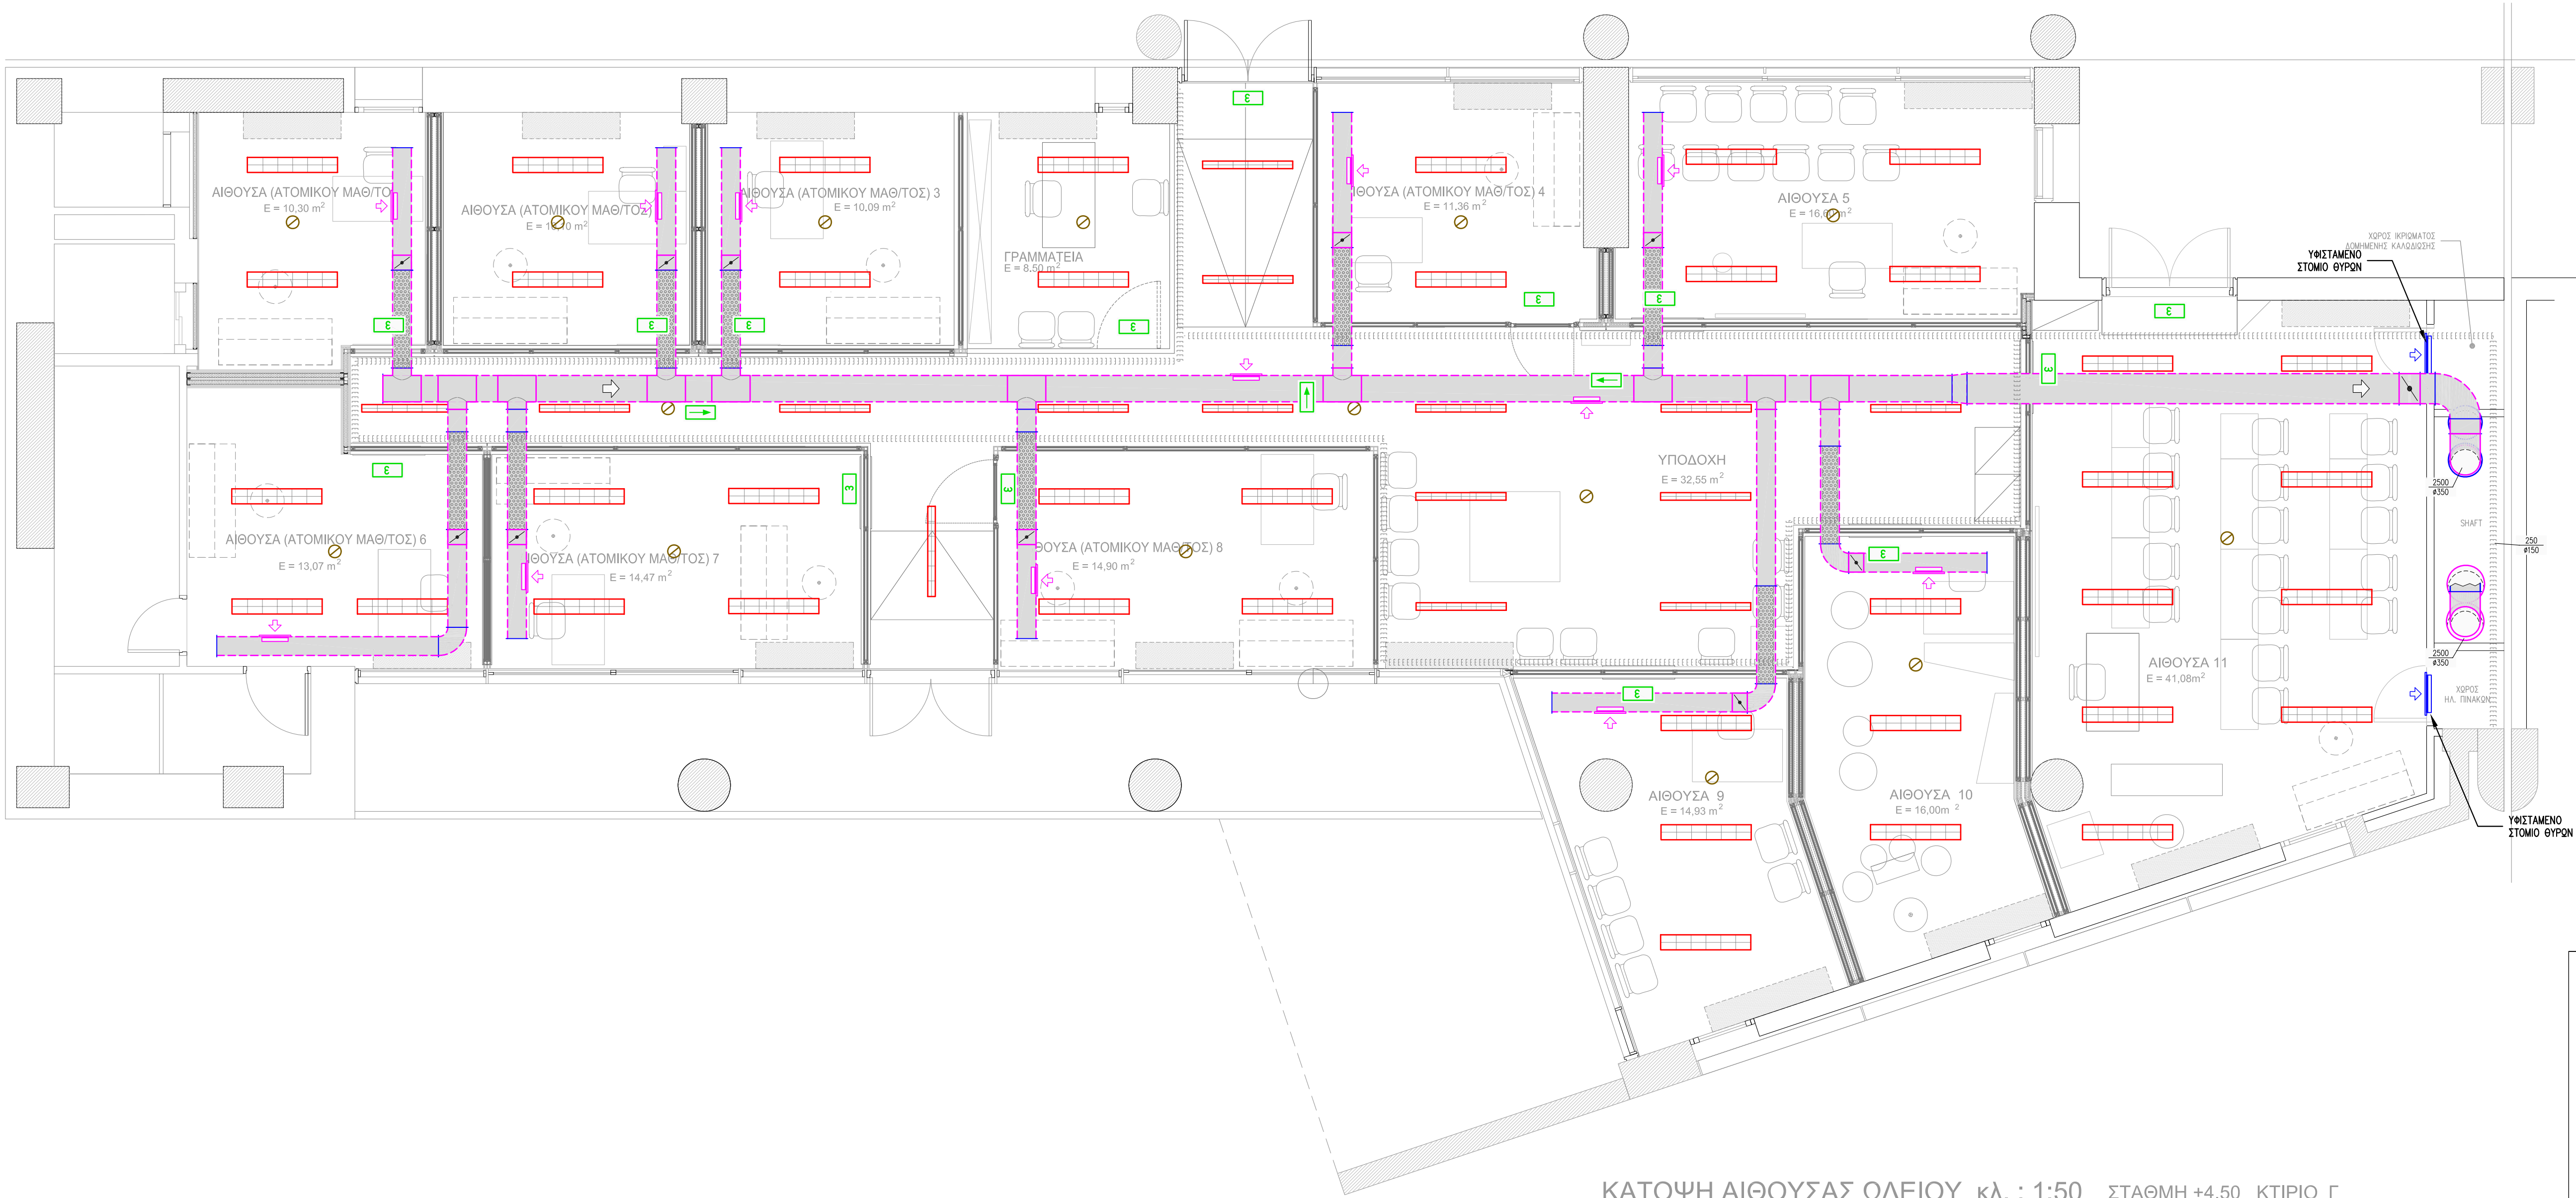 ΑΙΘΟΥΣΑ (ΑΤΟΜΙΚΟΥ ΜΑΘ/ΤΟ
Ε = 10,30 m²
ΑΙΘΟΥΣΑ (ΑΤΟΜΙΚΟΥ ΜΑΘ/ΤΟΣ)
ΑΙΘΟΥΣΑ (ΑΤΟΜΙΚΟΥ ΜΑΘ/ΤΟΣ) 3
Ε = 10.09 m²
ΓΡΑΜΜΑΤΕΙΑ
Ε = 8.50 m²
ΙΘΟΥΣΑ (ΑΤΟΜΙΚΟΥ ΜΑΘ/ΤΟΣ) 4
Ε = 11,36 m²
ΑΙΘΟΥΣΑ 5
ΧΩΡΟΣ ΙΚΡΙΩΜΑΤΟΣ
ΔΟΜΗΜΕΝΗΣ ΚΑΛΩΔΙΩΣΗΣ
ΥΦΙΣΤΑΜΕΝΟ
ΣΤΟΜΙΟ ΘΥΡΩΝ
ε
ε
ε
ε
ε
ε
ε
ε
ε
ΑΙΘΟΥΣΑ (ΑΤΟΜΙΚΟΥ ΜΑΘ/ΤΟΣ) 6
Ε = 13,07 m²
ΙΘΟΥΣΑ (ΑΤΟΜΙΚΟΥ ΜΑΘ/ΤΟΣ) 7
Ε = 14,47 m²
ΘΟΥΣΑ (ΑΤΟΜΙΚΟΥ ΜΑΘ/ΤΟΣ) 8
Ε = 14,90 m²
ΥΠΟΔΟΧΗ
Ε = 32,55 m²
ε
ε
ε
ε
ε
2500
ø350
SHAFT
250
ø150
2500
ø350
ΑΙΘΟΥΣΑ 11
Ε = 41,08m²
ΧΩΡΟΣ
ΗΛ. ΠΙΝΑΚΩΝ
ΑΙΘΟΥΣΑ 9
Ε = 14,93 m²
ΑΙΘΟΥΣΑ 10
Ε = 16,00m ²
ΥΦΙΣΤΑΜΕΝΟ
ΣΤΟΜΙΟ ΘΥΡΩΝ
ΚΑΤΟΨΗ ΑΙΘΟΥΣΑΣ ΩΔΕΙΟΥ κλ. : 1:50 ΣΤΑΘΜΗ +4,50 ΚΤΙΡΙΟ Γ